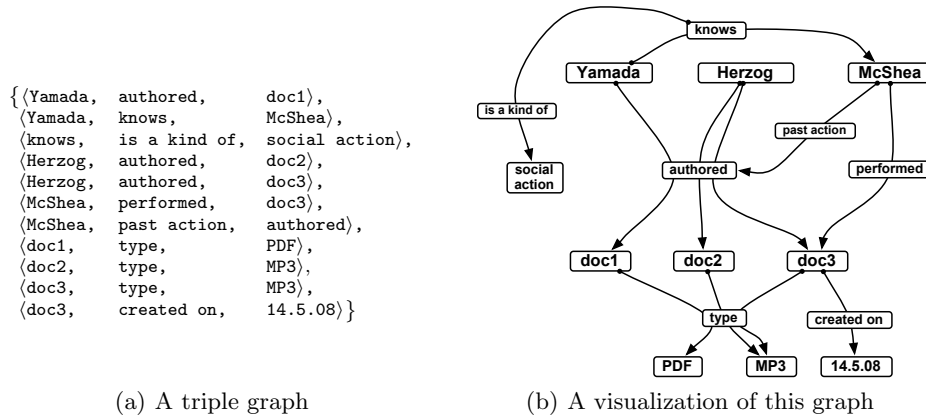 {⟨Yamada, authored, doc1⟩,
⟨Yamada, knows, McShea⟩,
⟨knows, is a kind of, social action⟩,
⟨Herzog, authored, doc2⟩,
⟨Herzog, authored, doc3⟩,
⟨McShea, performed, doc3⟩,
⟨McShea, past action, authored⟩,
⟨doc1, type, PDF⟩,
⟨doc2, type, MP3⟩,
⟨doc3, type, MP3⟩,
⟨doc3, created on, 14.5.08⟩}
(a) A triple graph
knows
Yamada Herzog McShea
is a kind of
past action
social
action
authored
performed
doc1 doc2 doc3
type
created on
PDF MP3 14.5.08
(b) A visualization of this graph